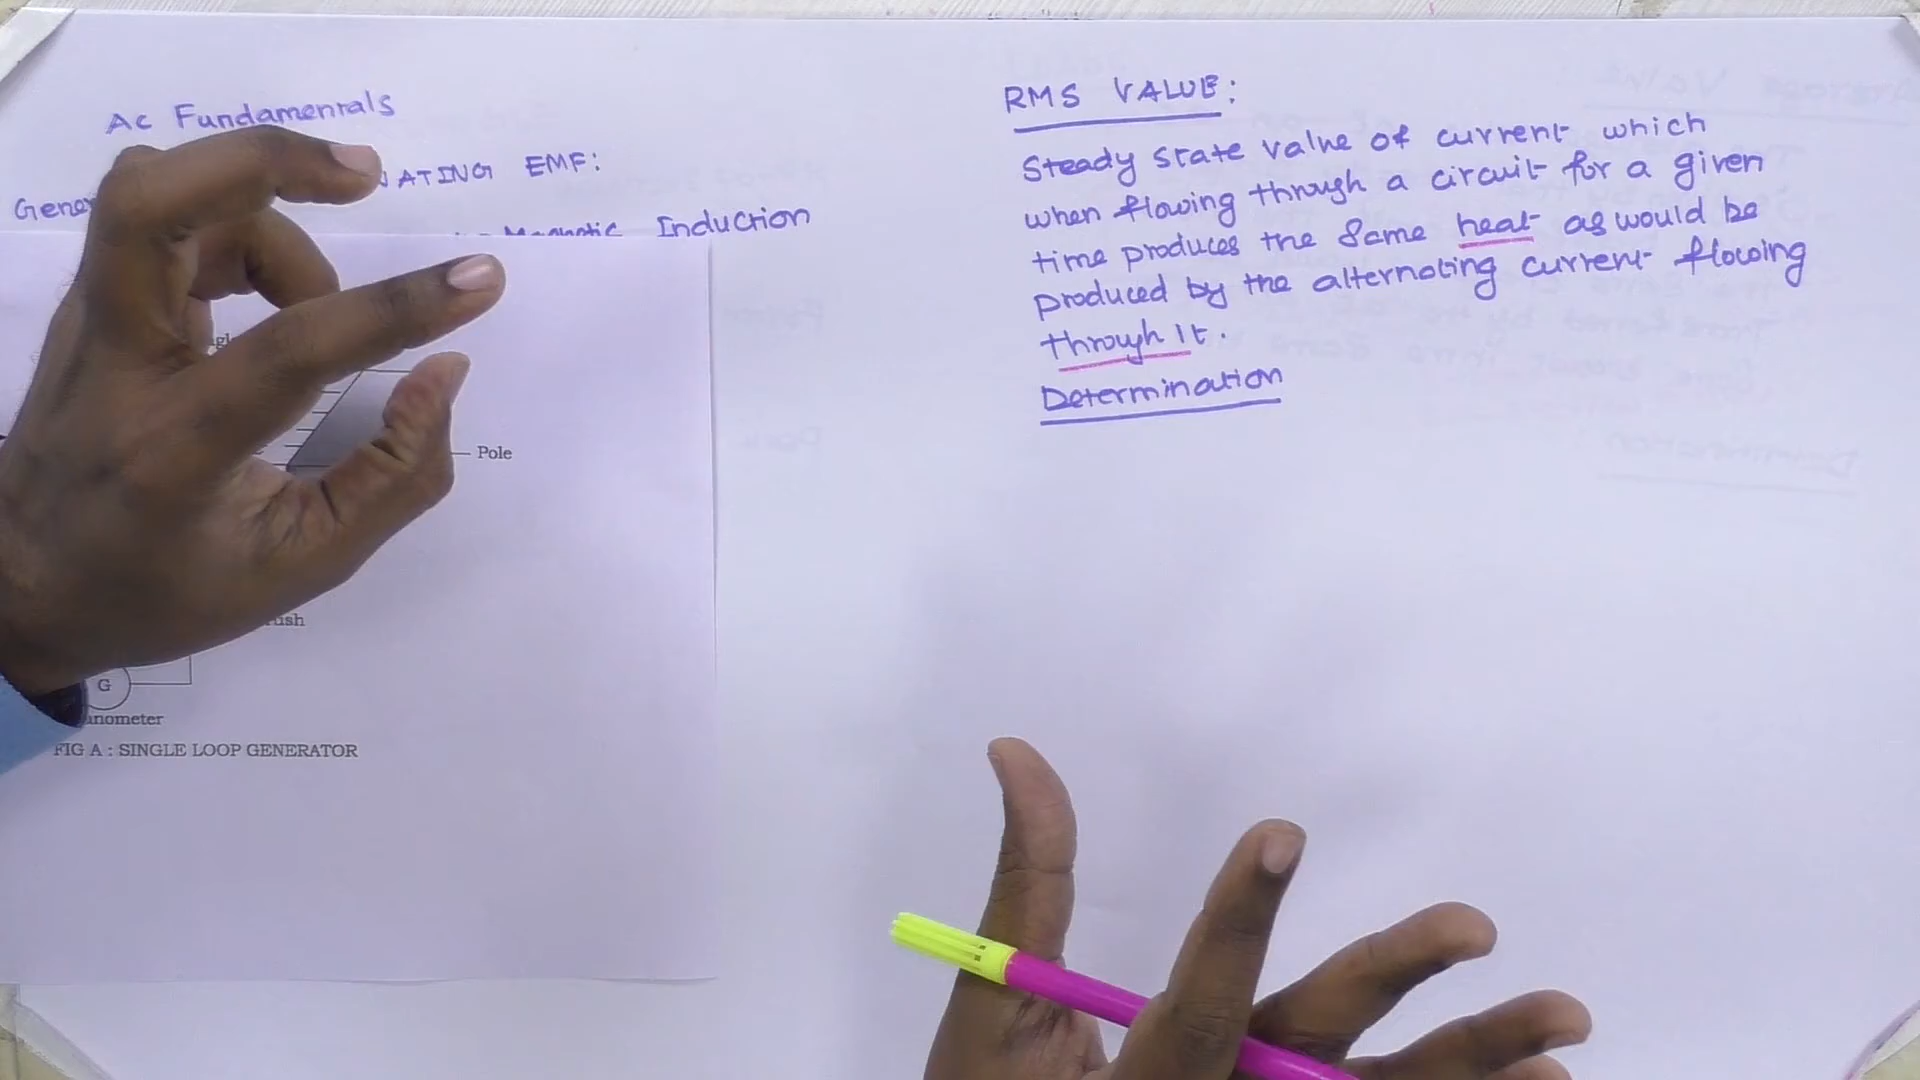 Ac Fundamentals
NATING EMF:
Magnetic Induction
Pole
G
FIG A : SINGLE LOOP GENERATOR
RMS VALUE:
Steady state value of current which
when flowing through a circuit for a given
time produces the same heat as would be
produced by the alternating current flowing
through It.
Determination